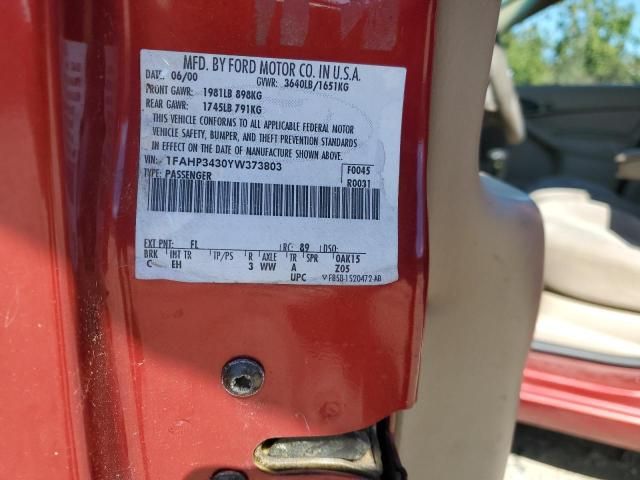 MFD. BY FORD MOTOR CO. IN U.S.A.
DATE: 06/00 GVWR: 3640LB/1651KG
FRONT GAWR: 1981LB 898KG
REAR GAWR: 1745LB 791KG
THIS VEHICLE CONFORMS TO ALL APPLICABLE FEDERAL MOTOR
VEHICLE SAFETY, BUMPER, AND THEFT PREVENTION STANDARDS
IN EFFECT ON THE DATE OF MANUFACTURE SHOWN ABOVE.
VIN: 1FAHP3430YW373803 F0045
TYPE: PASSENGER R0031
EXT PNT: FL RC: 89 DSO:
BRK INT TR TP/PS R AXLE TR SPR 0AK15
C EH 3 WW A Z05
UPC F85B-1520472-AB